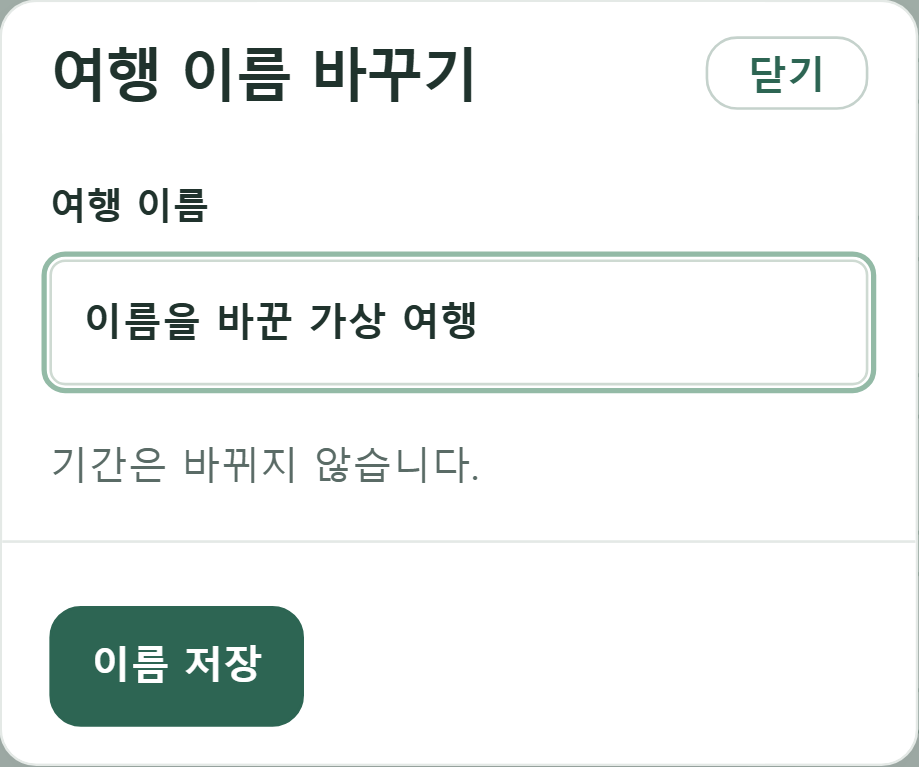 여행 이름 바꾸기
닫기
여행 이름
이름을 바꾼 가상 여행
기간은 바뀌지 않습니다.
이름 저장